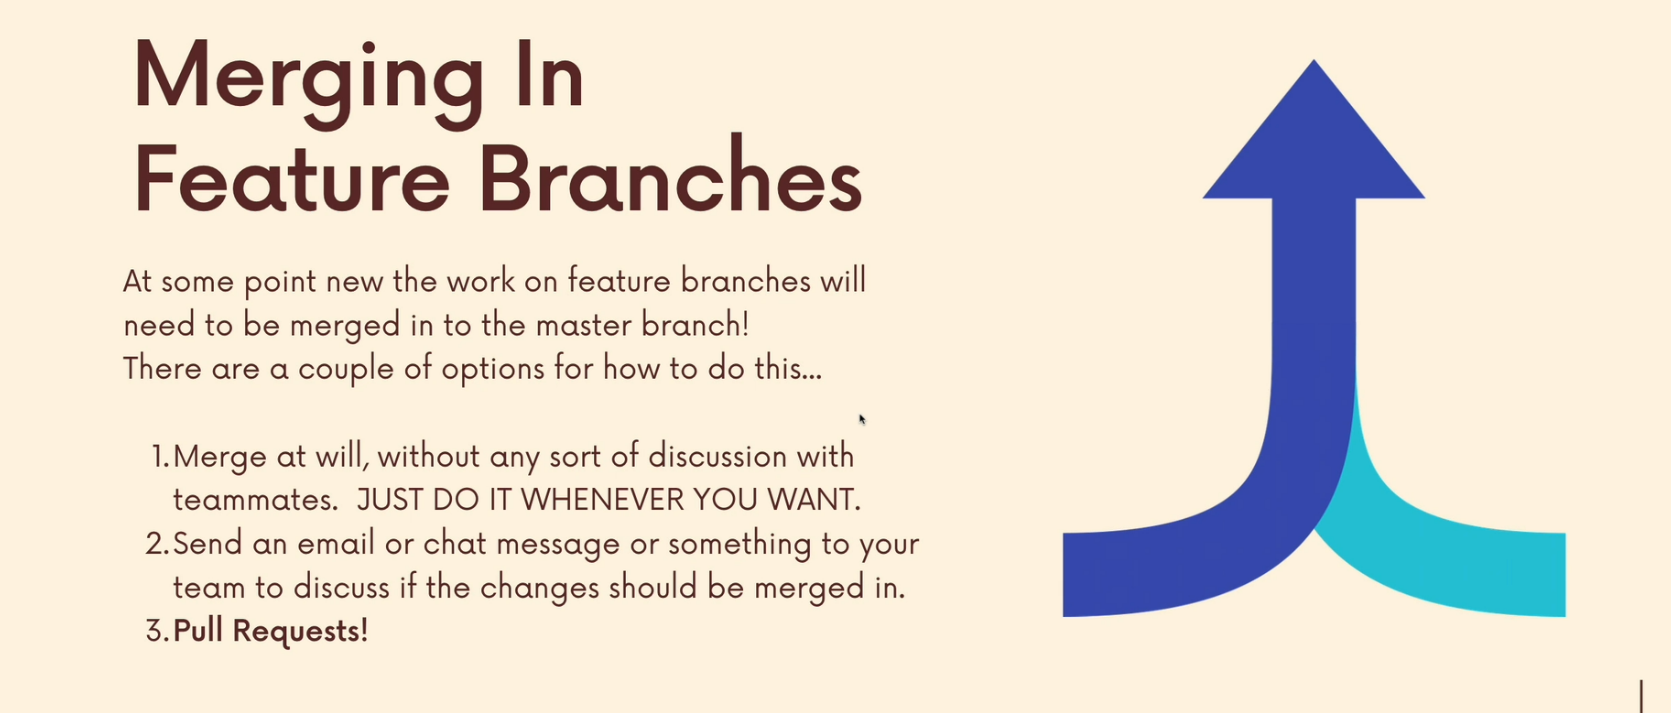 Merging In
Feature Branches
At some point new the work on feature branches will
need to be merged in to the master branch!
There are a couple of options for how to do this...
1. Merge at will, without any sort of discussion with
teammates.  JUST DO IT WHENEVER YOU WANT.
2. Send an email or chat message or something to your
team to discuss if the changes should be merged in.
3. Pull Requests!